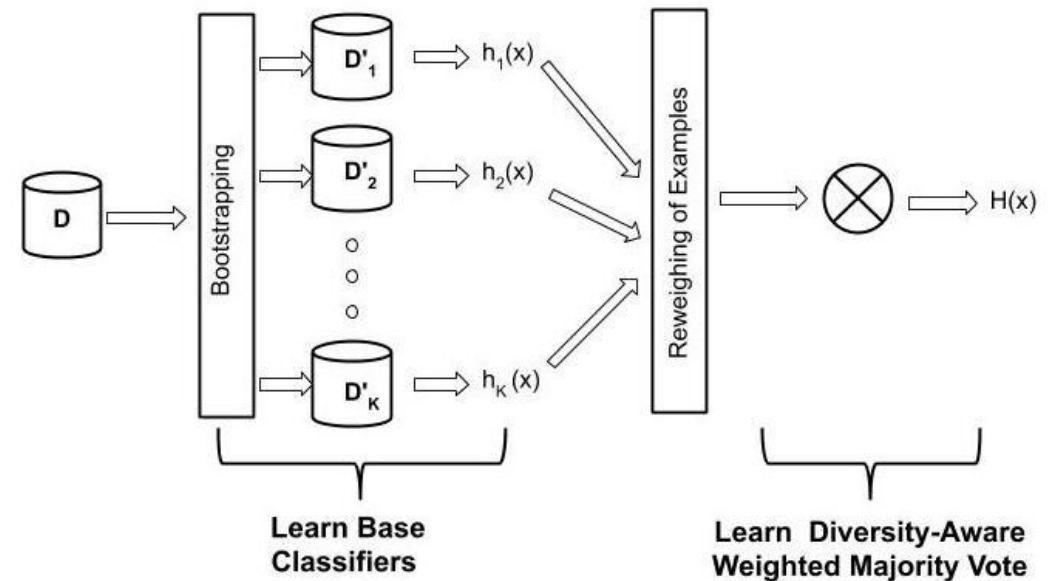 D
Bootstrapping
D'1
D'2
D'K
h1(x)
h2(x)
hK (x)
Reweighing of Examples
H(x)
Learn Base
Classifiers
Learn Diversity-Aware
Weighted Majority Vote